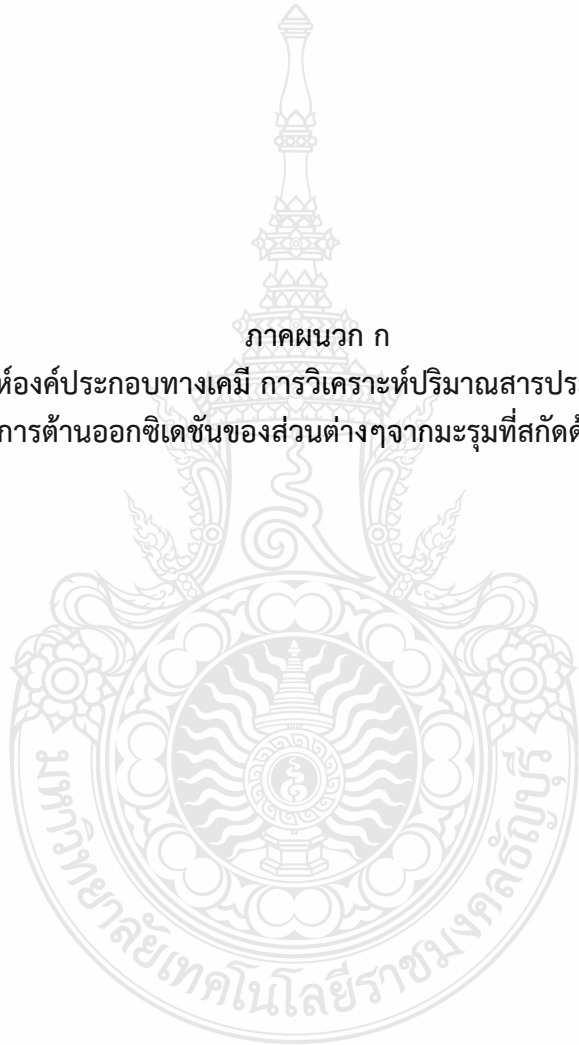 ภาคผนวก ก
ห์องค์ประกอบทางเคมี การวิเคราะห์ปริมาณสารประ
การต้านออกซิเดชันของส่วนต่างๆจากมะรุมที่สกัดด้
มหาวิทยาลัยเทคโนโลยีราชมงคลธัญบุรี